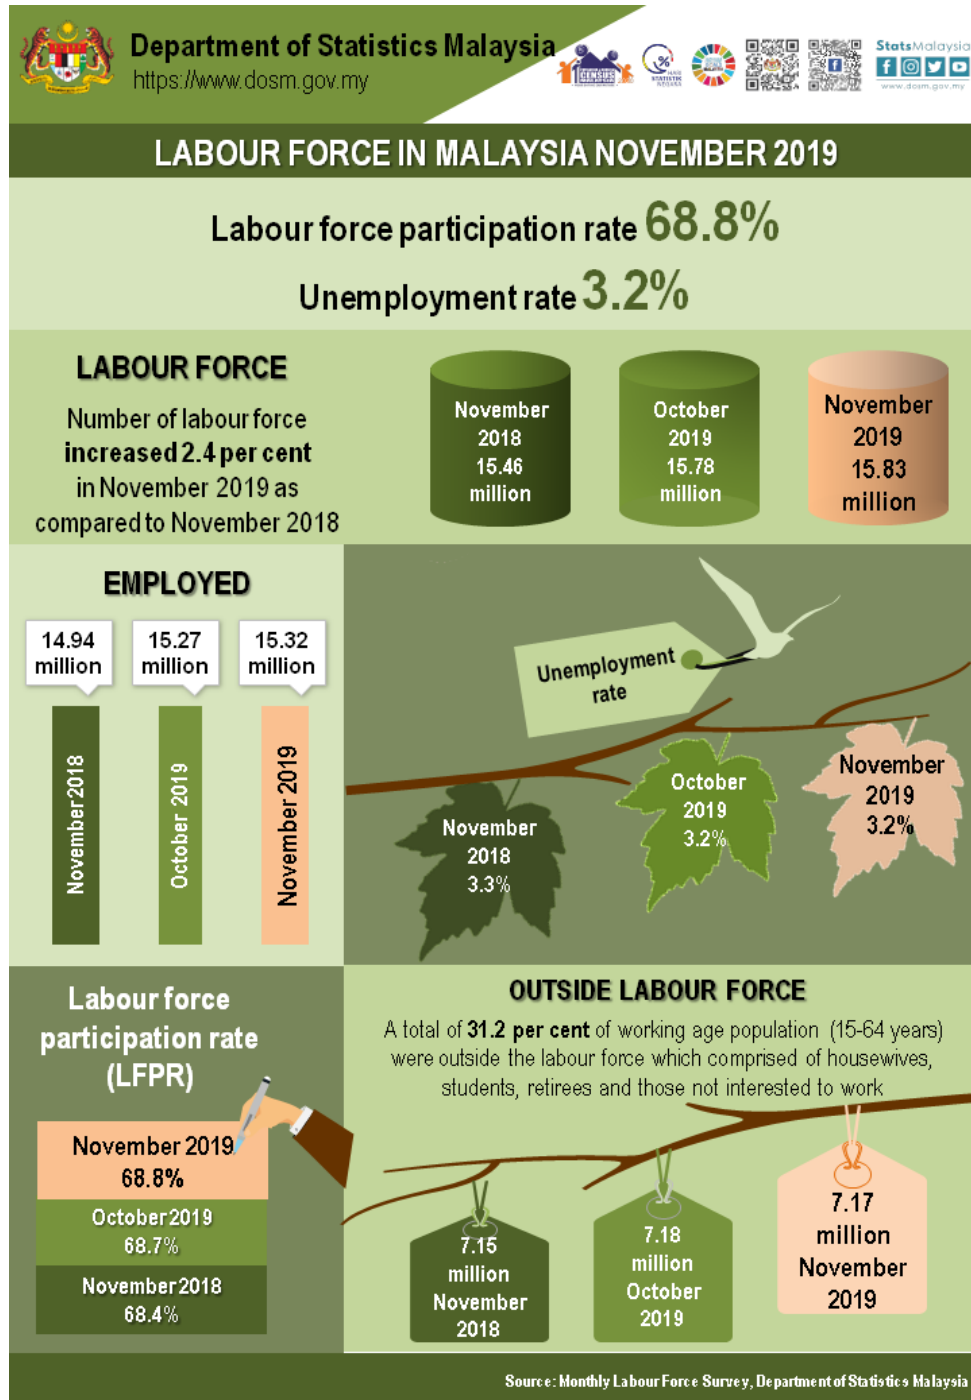 Department of Statistics Malaysia
https://www.dosm.gov.my
CENSUS
StatsMalaysia
www.dosm.gov.my
LABOUR FORCE IN MALAYSIA NOVEMBER 2019
Labour force participation rate 68.8%
Unemployment rate 3.2%
LABOUR FORCE
Number of labour force
increased 2.4 per cent
in November 2019 as
compared to November 2018
November
2018
15.46
million
October
2019
15.78
million
November
2019
15.83
million
EMPLOYED
14.94
million
15.27
million
15.32
million
November 2018
October 2019
November 2019
Unemployment
rate
November
2018
3.3%
October
2019
3.2%
November
2019
3.2%
Labour force
participation rate
(LFPR)
November 2019
68.8%
October 2019
68.7%
November 2018
68.4%
OUTSIDE LABOUR FORCE
A total of 31.2 per cent of working age population (15-64 years)
were outside the labour force which comprised of housewives,
students, retirees and those not interested to work
7.15
million
November
2018
7.18
million
October
2019
7.17
million
November
2019
Source: Monthly Labour Force Survey, Department of Statistics Malaysia